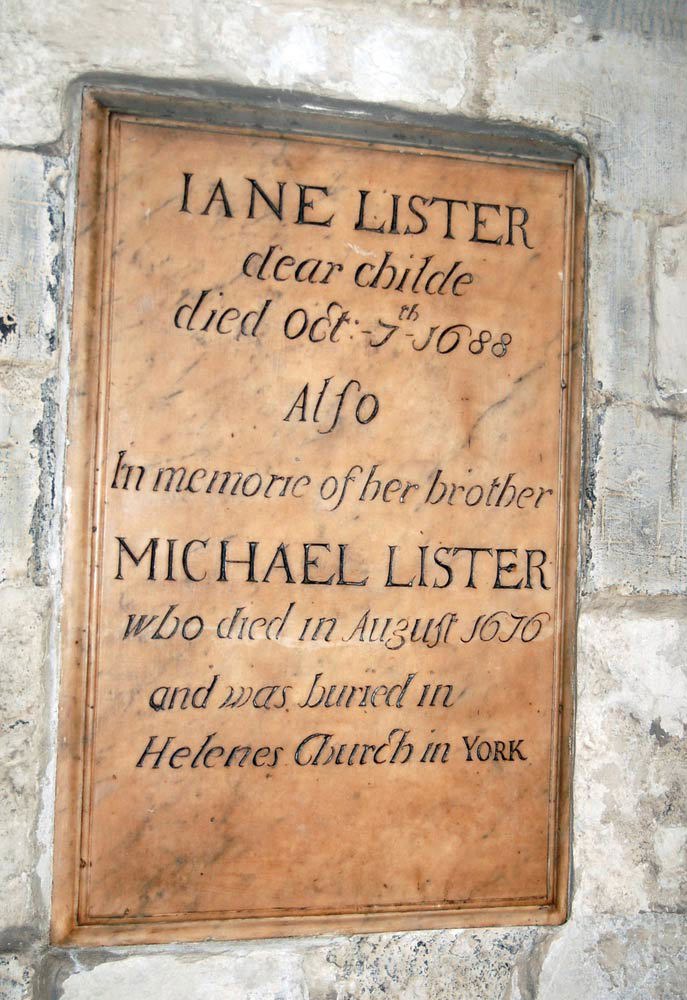 IANE LISTER
dear childe
died Oct: -7th-1688
Alſo
In memorie of her brother
MICHAEL LISTER
who died in Auguſt 1676
and was buried in
Helenes Church in YORK